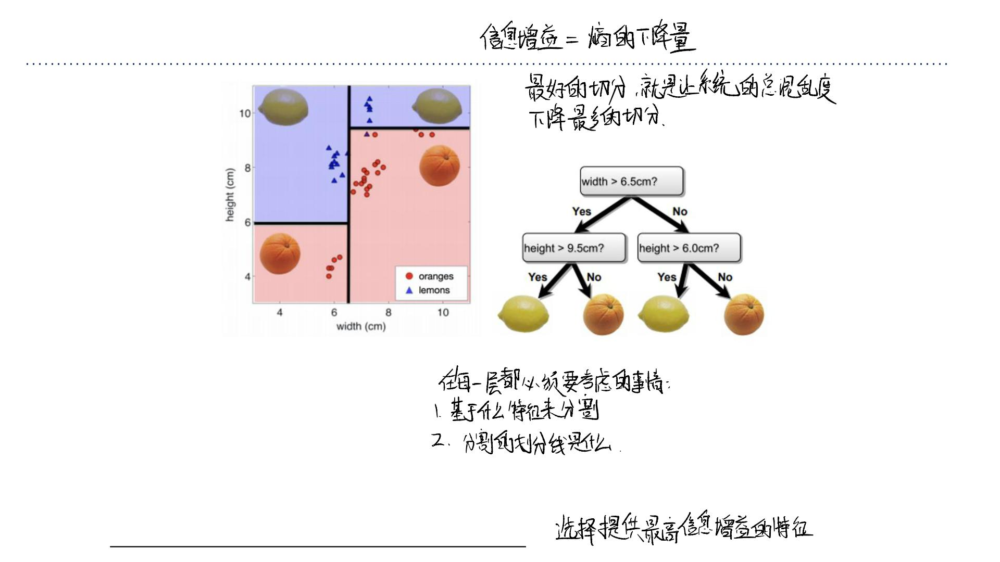 信息增益 = 熵的下降量
最好的切分,就是让系统的总混乱度
下降最多的切分.
10
8
6
4
height (cm)
oranges
lemons
4 6 8 10
width (cm)
width > 6.5cm?
Yes No
height > 9.5cm? height > 6.0cm?
Yes No Yes No
在每一层都必须要考虑的事情:
1. 基于什么特征来分割
2. 分割的划分线是什么.
选择提供最高信息增益的特征